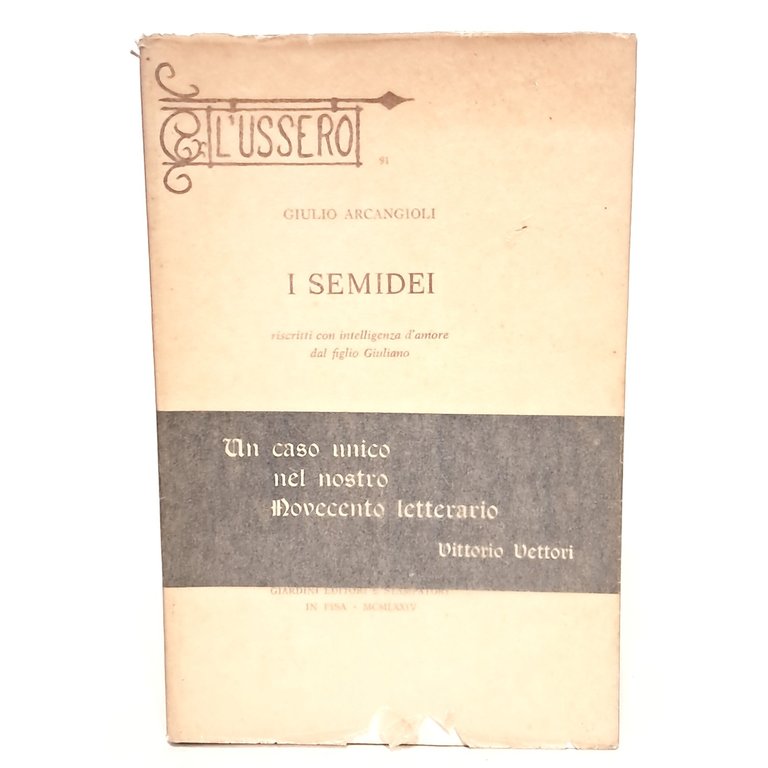 L'USSERO
91
GIULIO ARCANGIOLI
I SEMIDEI
riscritti con intelligenza d'amore
dal figlio Giuliano
Un caso unico
nel nostro
Novecento letterario
Vittorio Vettori
GIARDINI EDITORI E STAMPATORI
IN PISA - MCMLXXIV